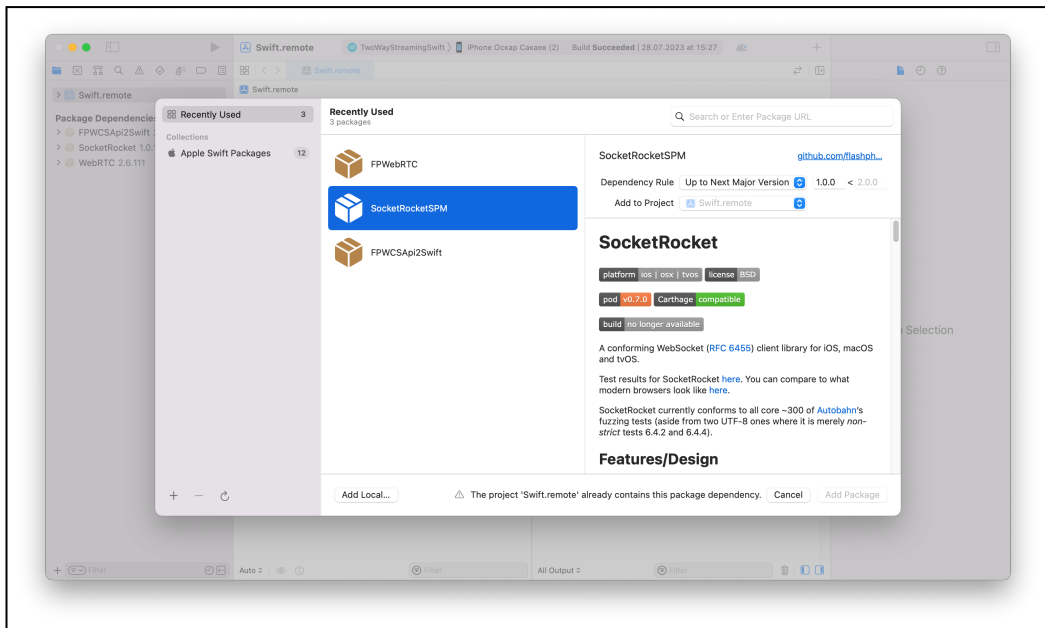 Swift.remote
TwoWayStreamingSwift
iPhone Оскар Сакаев (2)
Build Succeeded | 28.07.2023 at 15:27
Swift.remote
Swift.remote
Swift.remote
Package Dependencies
FPWCSApi2Swift
SocketRocket 1.0.
WebRTC 2.6.111
Recently Used 3
Collections
Apple Swift Packages 12
Recently Used
3 packages
Search or Enter Package URL
FPWebRTC
SocketRocketSPM
FPWCSApi2Swift
SocketRocketSPM github.com/flashph...
Dependency Rule Up to Next Major Version 1.0.0 < 2.0.0
Add to Project Swift.remote
SocketRocket
platform ios | osx | tvos license BSD
pod v0.7.0 Carthage compatible
build no longer available
A conforming WebSocket (RFC 6455) client library for iOS, macOS
and tvOS.
Test results for SocketRocket here. You can compare to what
modern browsers look like here.
SocketRocket currently conforms to all core ~300 of Autobahn's
fuzzing tests (aside from two UTF-8 ones where it is merely non-
strict tests 6.4.2 and 6.4.4).
Features/Design
Selection
Add Local...
The project 'Swift.remote' already contains this package dependency.
Cancel
Add Package
Filter
Auto
Filter
All Output
Filter